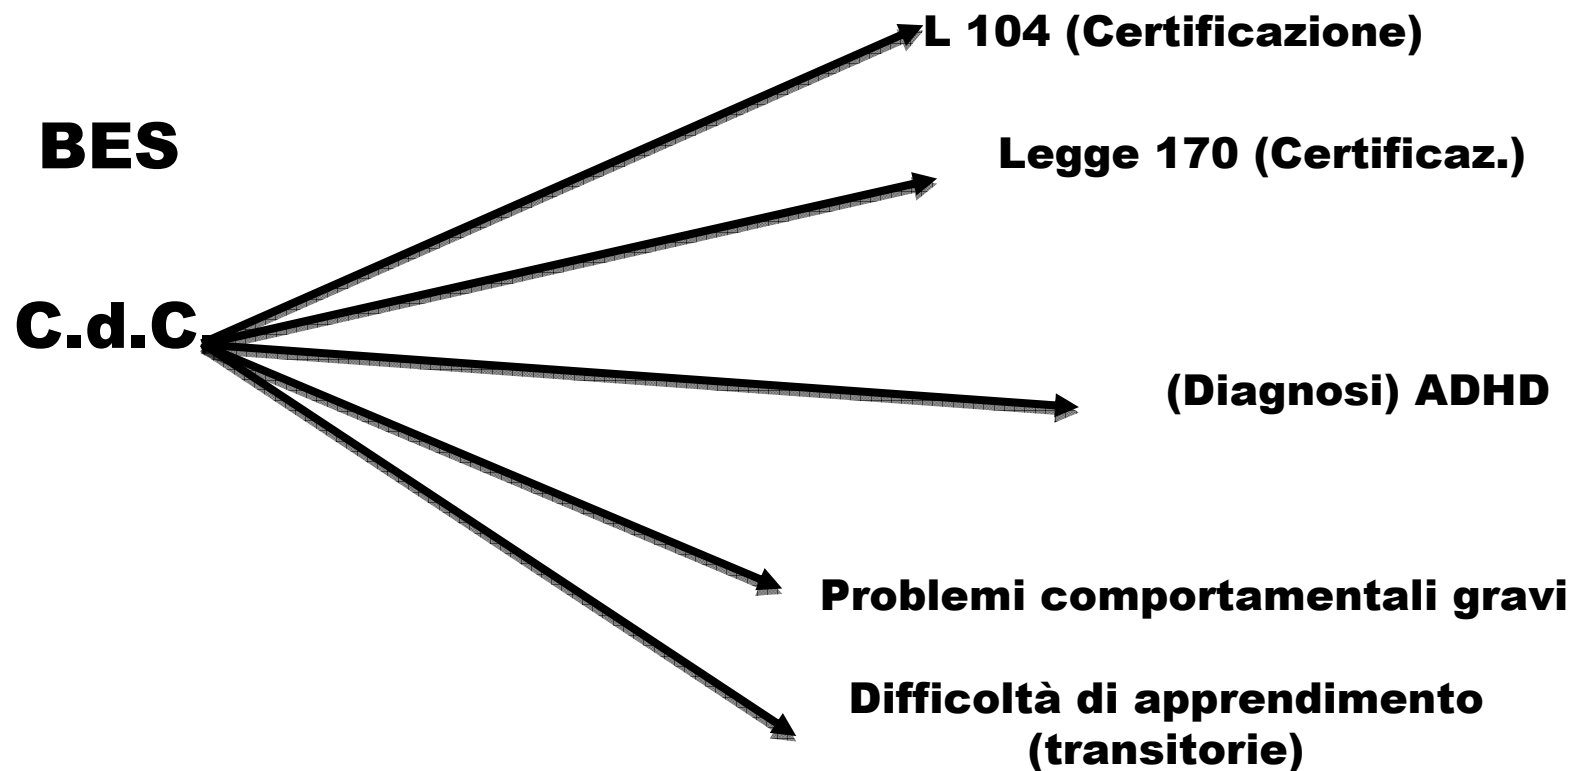 L 104 (Certificazione)
BES
Legge 170 (Certificaz.)
C.d.C.
(Diagnosi) ADHD
Problemi comportamentali gravi
Difficoltà di apprendimento
(transitorie)